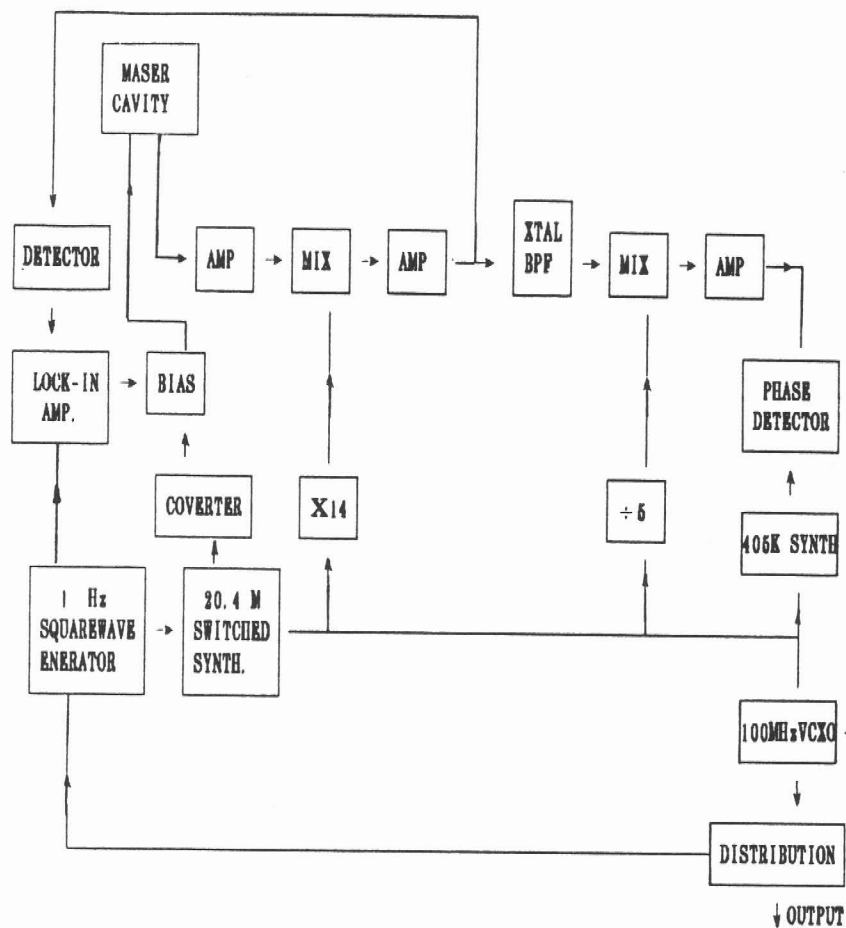 MASER
CAVITY
DETECTOR
AMP
MIX
AMP
XTAL
BPF
MIX
AMP
LOCK-IN
AMP.
BIAS
PHASE
DETECTOR
COVERTER
X14
÷5
405K SYNTH
1 Hz
SQUAREWAVE
ENERATOR
20.4 M
SWITCHED
SYNTH.
100MHzVCXO
DISTRIBUTION
OUTPUT